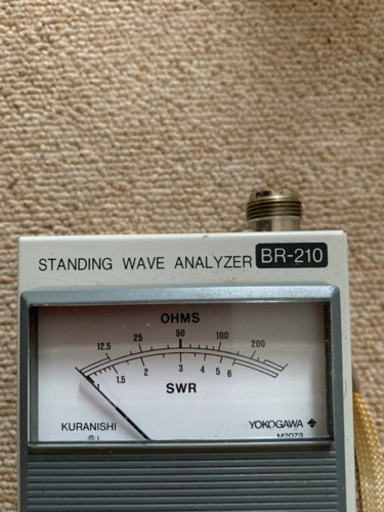 STANDING WAVE ANALYZER BR-210
OHMS
12.5 25 50 100 200
1 1.5 2 3 4 5 6
SWR
KURANISHI YOKOGAWA
M2073